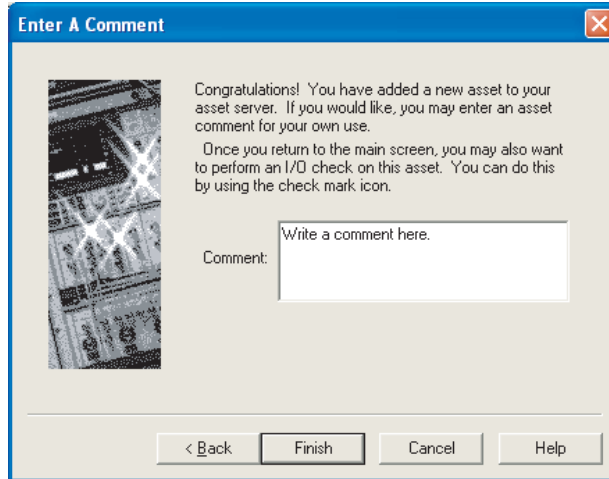 Enter A Comment
Congratulations! You have added a new asset to your
asset server. If you would like, you may enter an asset
comment for your own use.
Once you return to the main screen, you may also want
to perform an I/O check on this asset. You can do this
by using the check mark icon.
Comment:
Write a comment here.
< Back
Finish
Cancel
Help